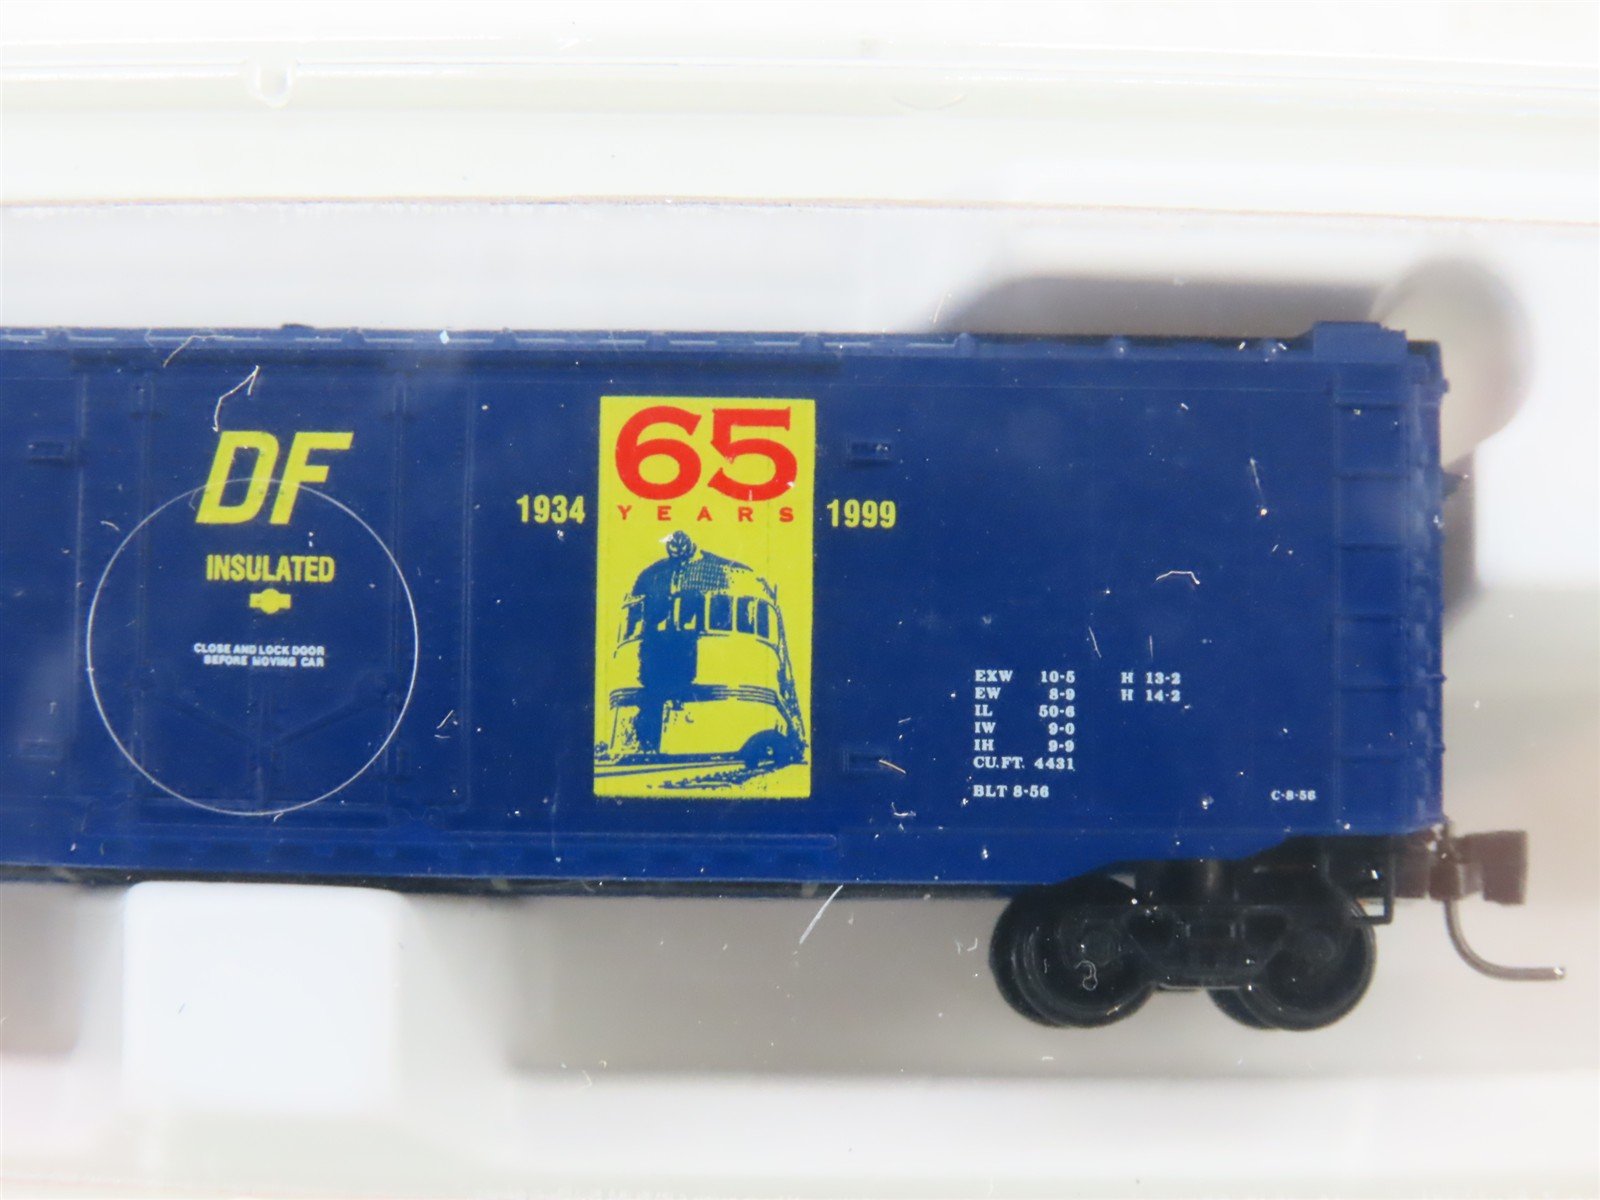 DF
INSULATED
CLOSE AND LOCK DOOR
BEFORE MOVING CAR
1934
65
YEARS
1999
EXW 10-5 H 13-2
EW 8-9 H 14-2
IL 50-6
IW 9-0
IH 9-9
CU.FT. 4431
BLT 8-56
C-8-56